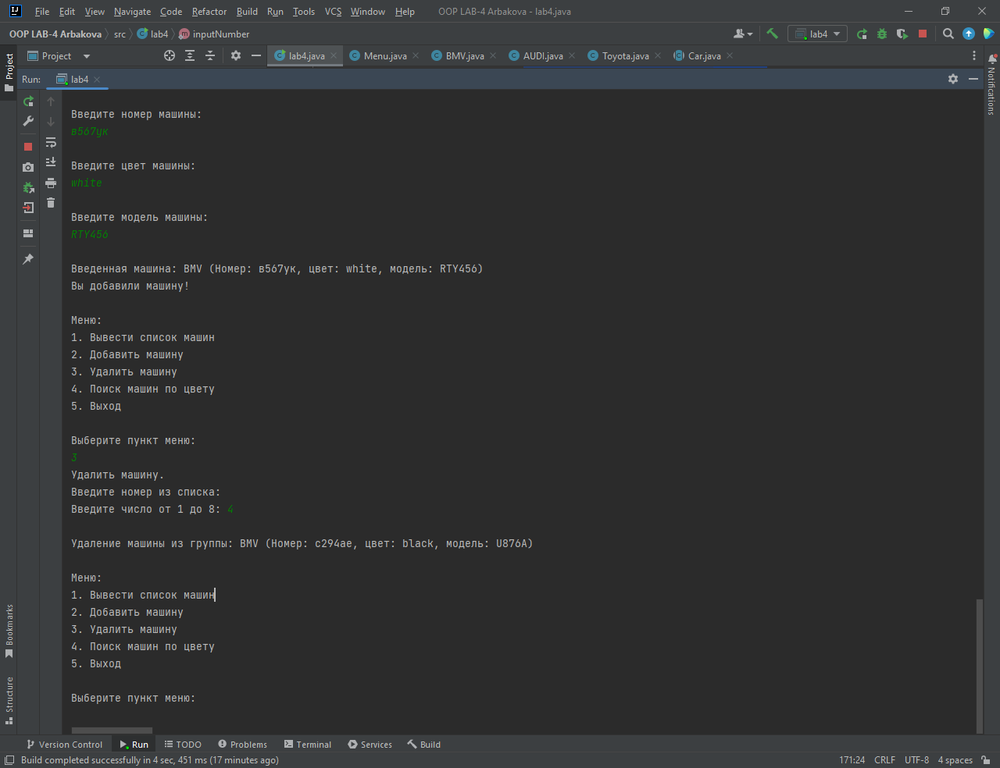 File Edit View Navigate Code Refactor Build Run Tools VCS Window Help OOP LAB-4 Arbakova - lab4.java
OOP LAB-4 Arbakova src lab4 inputNumber lab4
Project lab4.java Menu.java BMV.java AUDI.java Toyota.java Car.java
Project
Notifications
Run: lab4
Введите номер машины:
в567ук
Введите цвет машины:
white
Введите модель машины:
RTY456
Введенная машина: BMV (Номер: в567ук, цвет: white, модель: RTY456)
Вы добавили машину!
Меню:
1. Вывести список машин
2. Добавить машину
3. Удалить машину
4. Поиск машин по цвету
5. Выход
Выберите пункт меню:
3
Удалить машину.
Введите номер из списка:
Введите число от 1 до 8: 4
Удаление машины из группы: BMV (Номер: с294ае, цвет: black, модель: U876A)
Меню:
1. Вывести список машин
2. Добавить машину
3. Удалить машину
4. Поиск машин по цвету
5. Выход
Выберите пункт меню:
Bookmarks
Structure
Version Control Run TODO Problems Terminal Services Build
Build completed successfully in 4 sec, 451 ms (17 minutes ago) 171:24 CRLF UTF-8 4 spaces